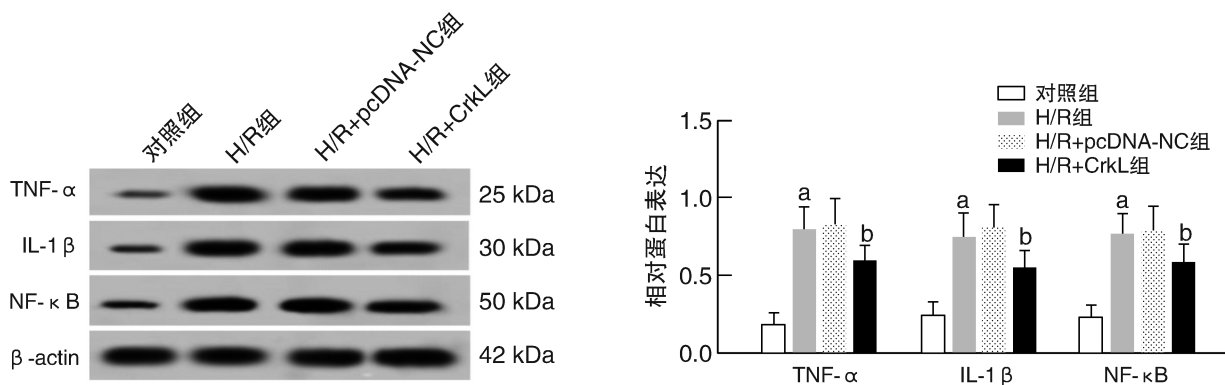 对照组
H/R组
H/R+pcDNA-NC组
H/R+CrkL组
TNF-α
25 kDa
IL-1β
30 kDa
NF-κB
50 kDa
β-actin
42 kDa
对照组
H/R组
H/R+pcDNA-NC组
H/R+CrkL组
相对蛋白表达
1.5
1.0
0.5
0.0
a
b
a
b
a
b
TNF-α
IL-1β
NF-κB